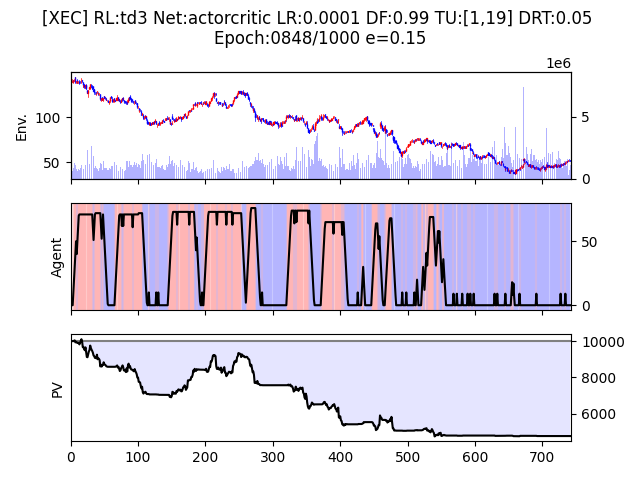 [XEC] RL:td3 Net:actorcritic LR:0.0001 DF:0.99 TU:[1,19] DRT:0.05
Epoch:0848/1000 e=0.15
1e6
Env.
100
50
5
0
Agent
50
0
PV
10000
8000
6000
0 100 200 300 400 500 600 700